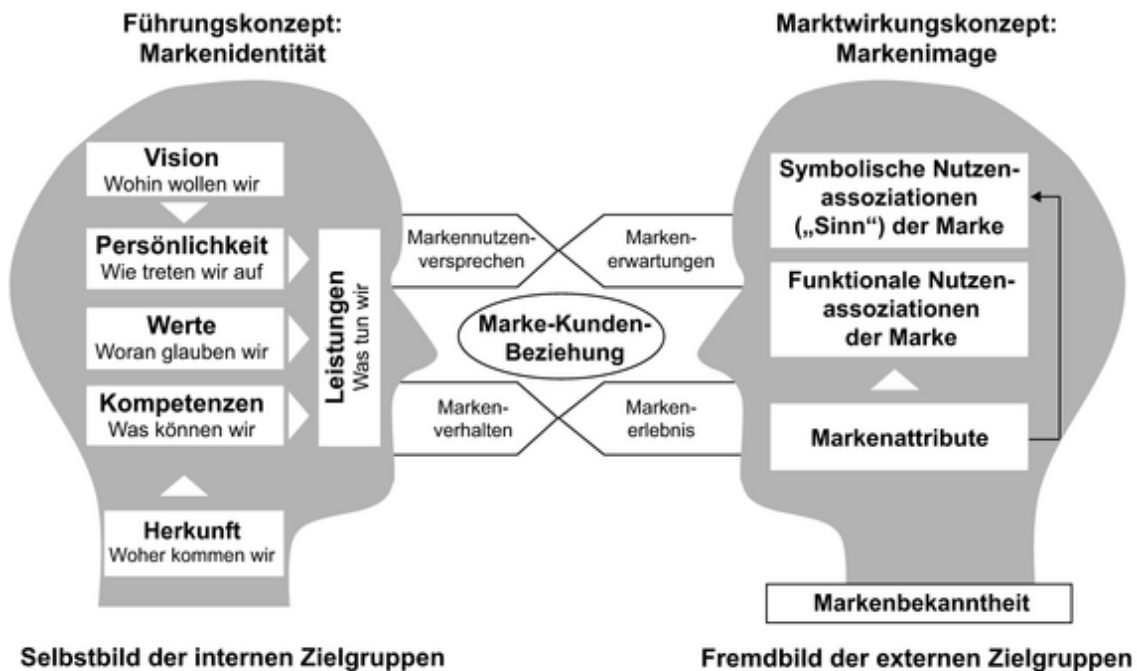 Führungskonzept:
Markenidentität
Vision
Wohin wollen wir
Persönlichkeit
Wie treten wir auf
Werte
Woran glauben wir
Kompetenzen
Was können wir
Herkunft
Woher kommen wir
Leistungen
Was tun wir
Selbstbild der internen Zielgruppen
Markennutzen-
versprechen
Marken-
erwartungen
Marke-Kunden-
Beziehung
Marken-
verhalten
Marken-
erlebnis
Marktwirkungskonzept:
Markenimage
Symbolische Nutzen-
assoziationen
(„Sinn“) der Marke
Funktionale Nutzen-
assoziationen
der Marke
Markenattribute
Markenbekanntheit
Fremdbild der externen Zielgruppen